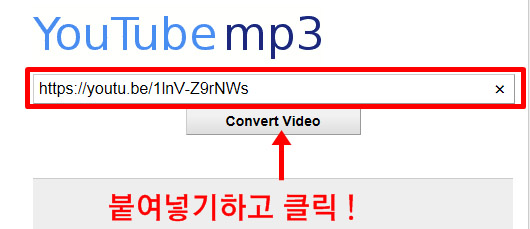 YouTube mp3
https://youtu.be/1lnV-Z9rNWs ×
Convert Video
붙여넣기하고 클릭 !